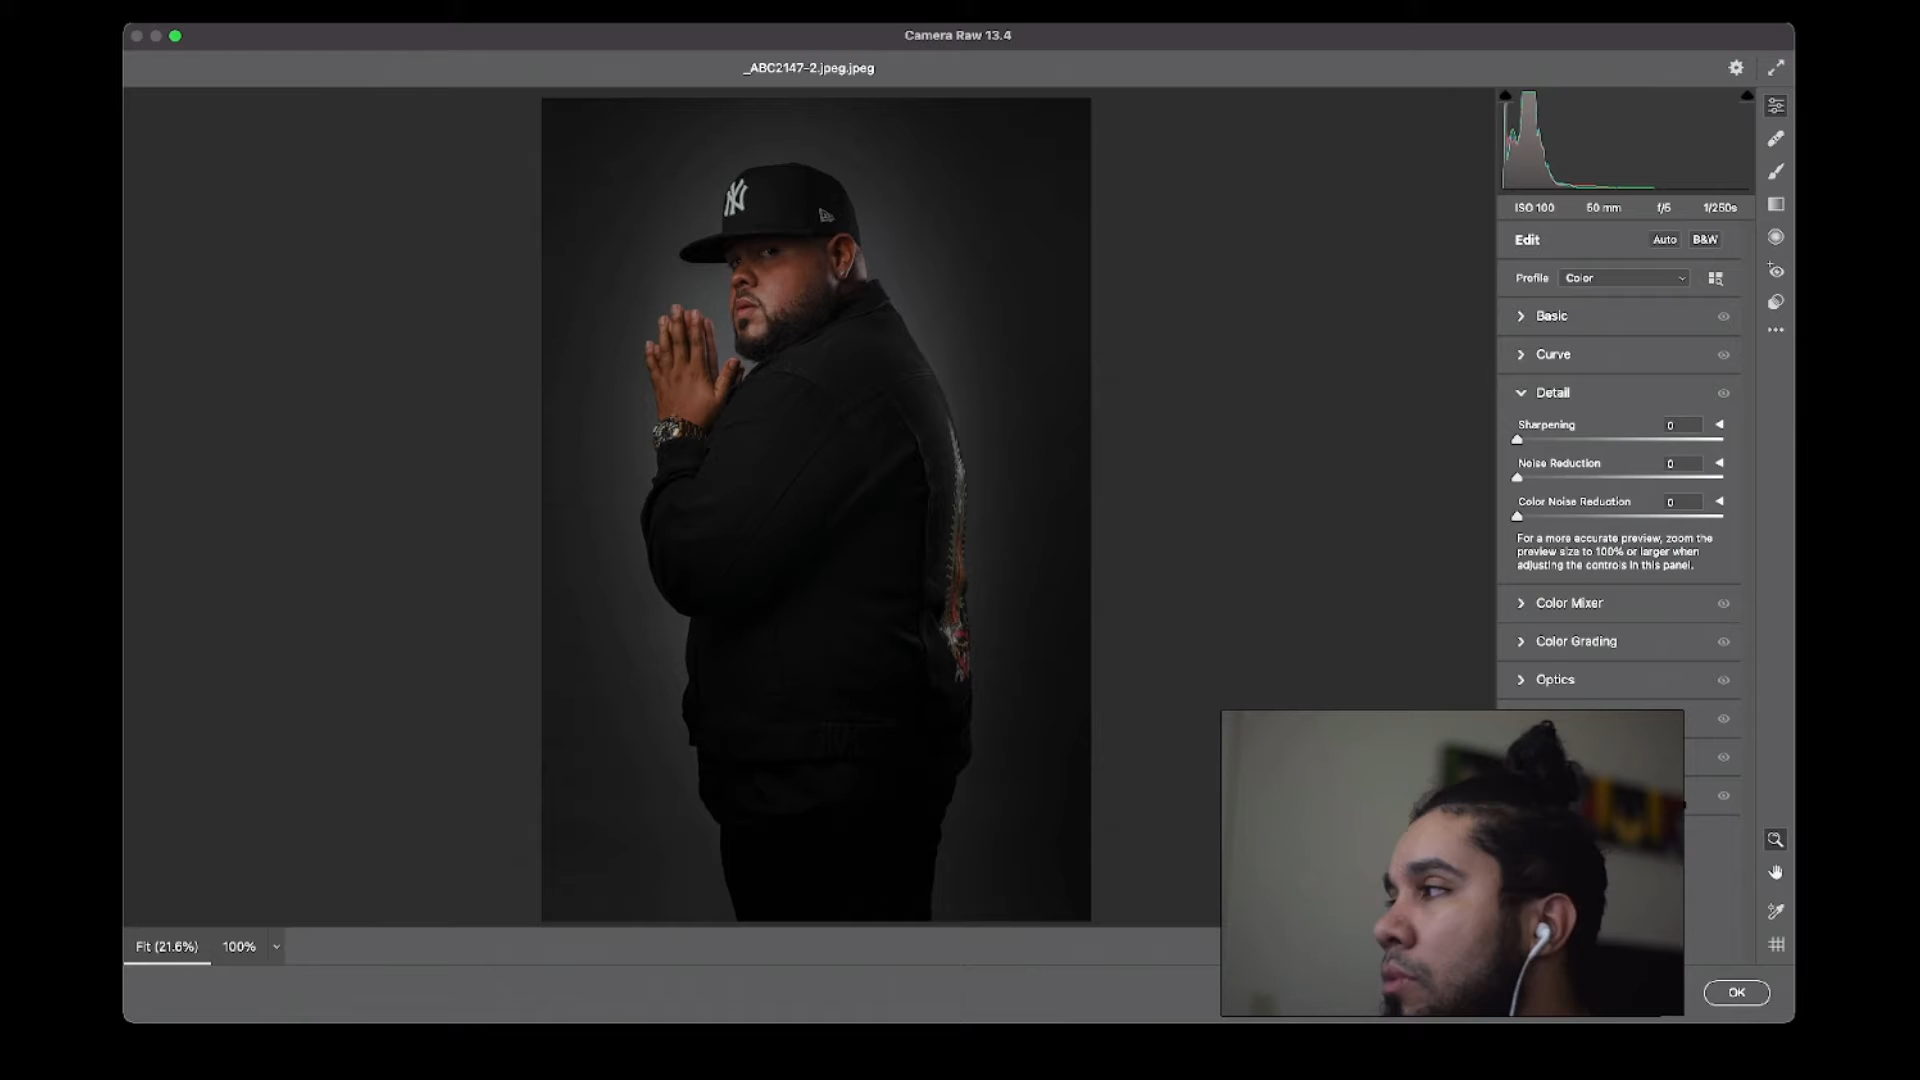 Camera Raw 13.4
_ABC2147-2.jpeg.jpeg
NY
ISO 100 50 mm f/5 1/250s
Edit Auto B&W
Profile Color
Basic
Curve
Detail
Sharpening 0
Noise Reduction 0
Color Noise Reduction 0
For a more accurate preview, zoom the
preview size to 100% or larger when
adjusting the controls in this panel.
Color Mixer
Color Grading
Optics
Fit (21.6%) 100%
OK